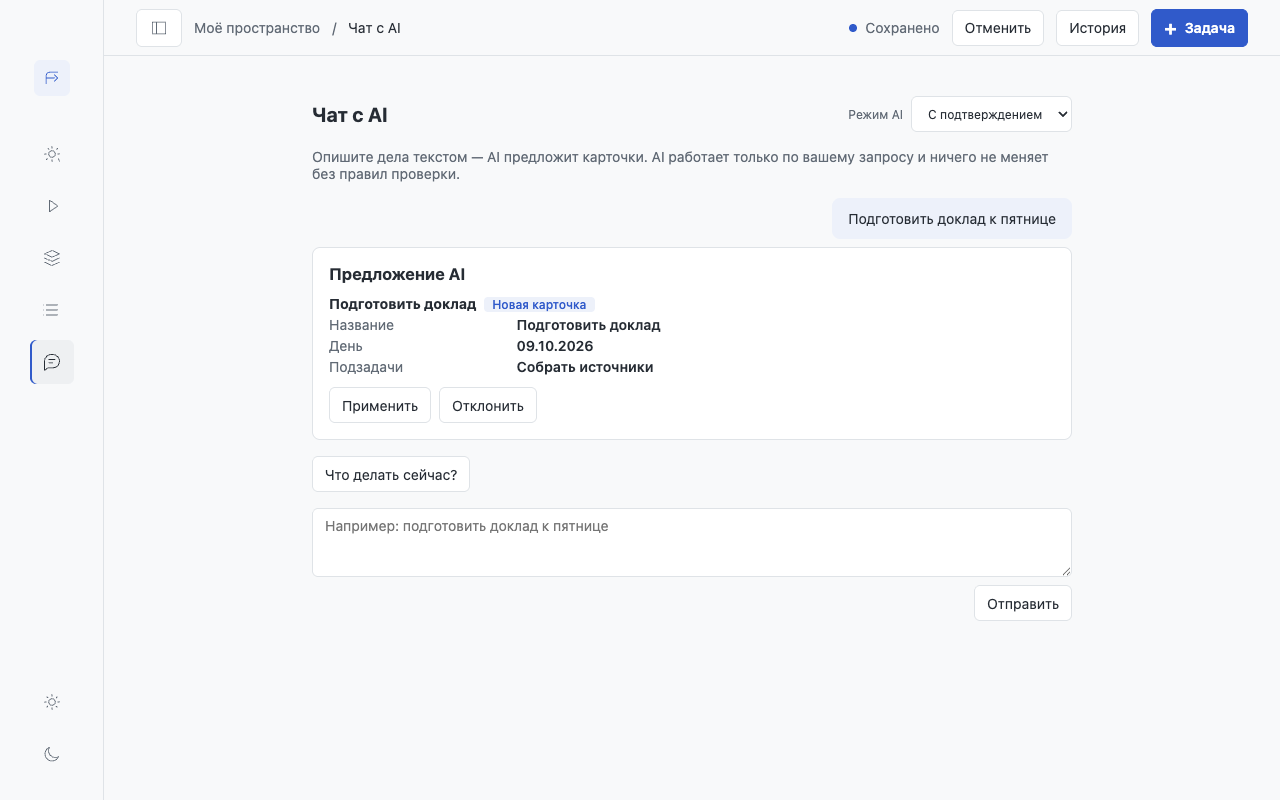 Моё пространство / Чат с AI
Сохранено
Отменить
История
+ Задача
Чат с AI
Режим AI
С подтверждением
Опишите дела текстом — AI предложит карточки. AI работает только по вашему запросу и ничего не меняет
без правил проверки.
Подготовить доклад к пятнице
Предложение AI
Подготовить доклад Новая карточка
Название Подготовить доклад
День 09.10.2026
Подзадачи Собрать источники
Применить
Отклонить
Что делать сейчас?
Например: подготовить доклад к пятнице
Отправить